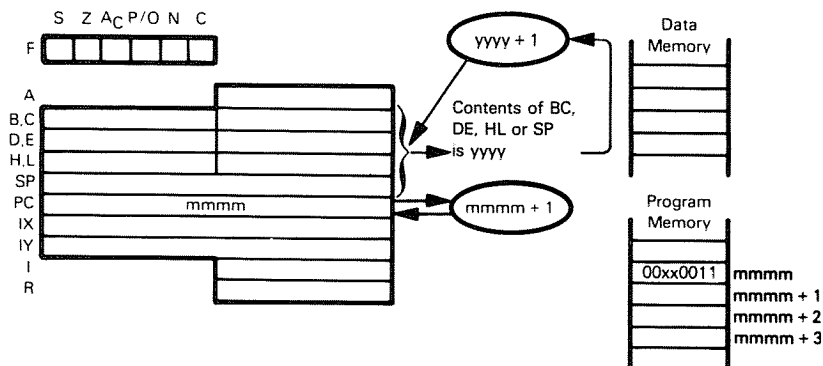 S Z AC P/O N C
F
A
B,C
D,E
H,L
SP
PC mmmm
IX
IY
I
R
yyyy + 1
Contents of BC,
DE, HL or SP
is yyyy
mmmm + 1
Data
Memory
Program
Memory
00xx0011 mmmm
mmmm + 1
mmmm + 2
mmmm + 3